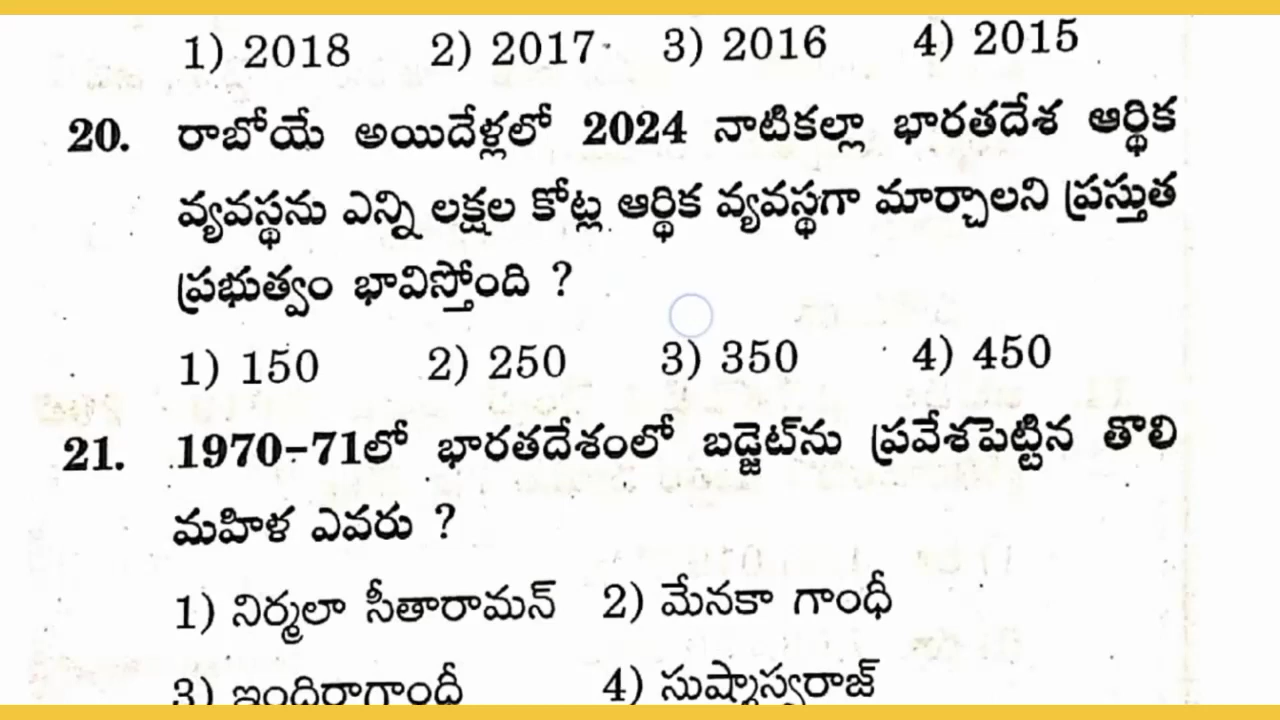 1) 2018 2) 2017 3) 2016 4) 2015
20. రాబోయే అయిదేళ్లలో 2024 నాటికల్లా భారతదేశ ఆర్థిక
వ్యవస్థను ఎన్ని లక్షల కోట్ల ఆర్థిక వ్యవస్థగా మార్చాలని ప్రస్తుత
ప్రభుత్వం భావిస్తోంది ?
1) 150 2) 250 3) 350 4) 450
21. 1970-71లో భారతదేశంలో బడ్జెట్‌ను ప్రవేశపెట్టిన తొలి
మహిళ ఎవరు ?
1) నిర్మలా సీతారామన్ 2) మేనకా గాంధీ
3) ఇందిరాగాంధీ 4) సుష్మాస్వరాజ్